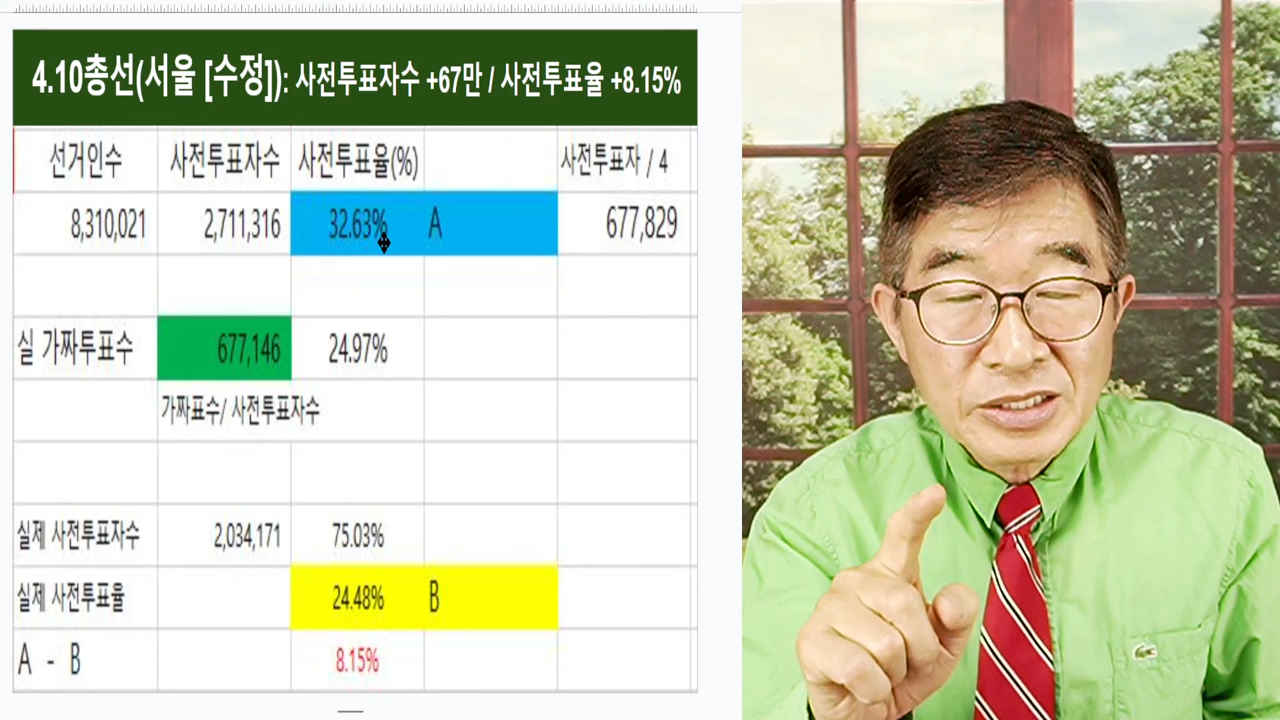 4.10총선(서울 [수정]): 사전투표자수 +67만 / 사전투표율 +8.15%
선거인수 사전투표자수 사전투표율(%) 사전투표자 / 4
8,310,021 2,711,316 32.63% A 677,829
실 가짜투표수 677,146 24.97%
가짜표수/ 사전투표자수
실제 사전투표자수 2,034,171 75.03%
실제 사전투표율 24.48% B
A - B 8.15%